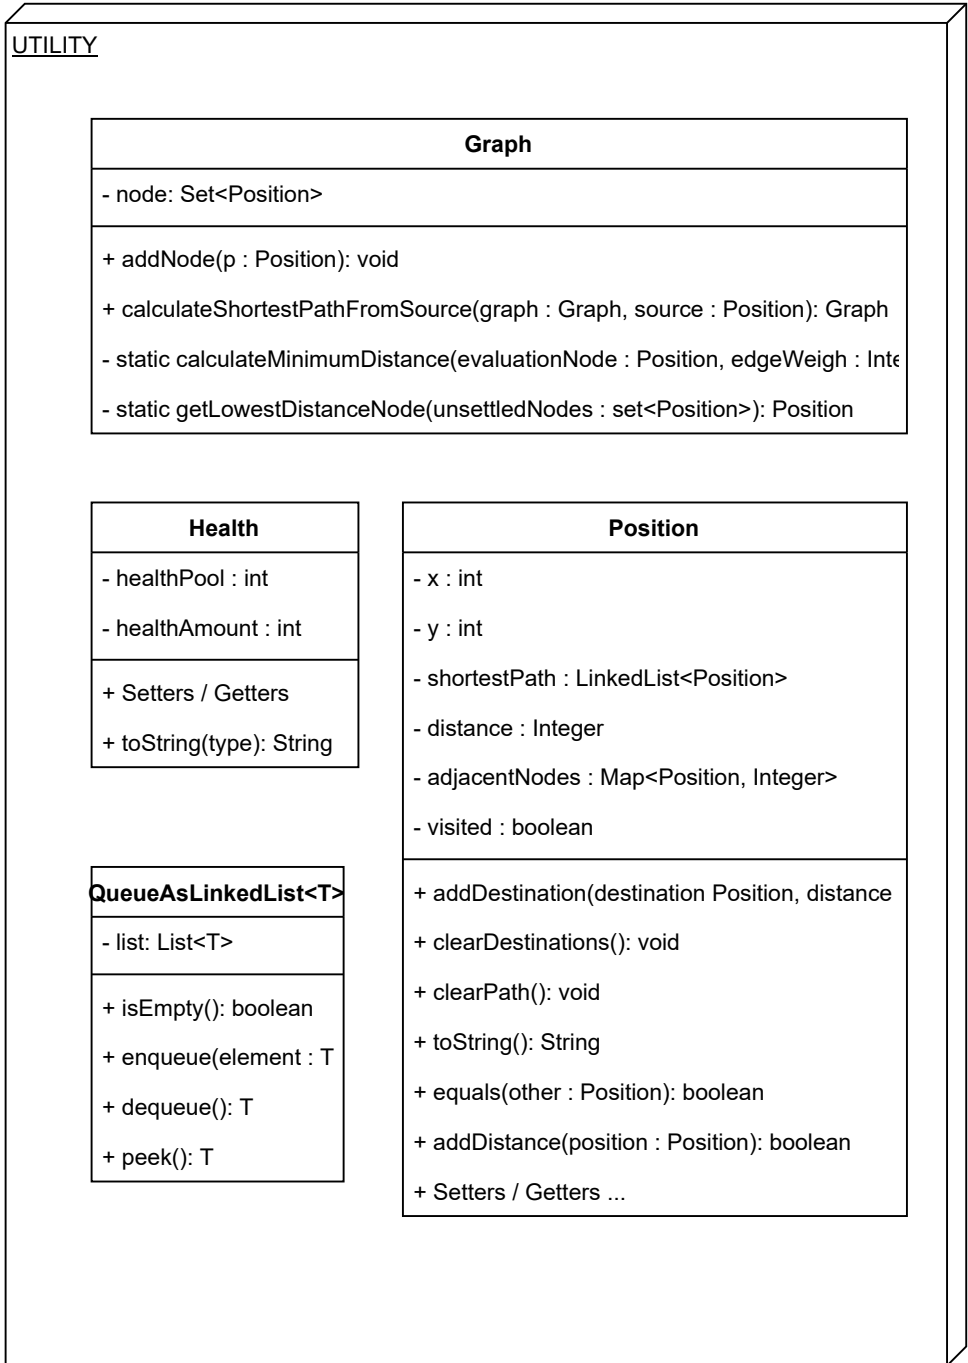 UTILITY
Graph
- node: Set<Position>
+ addNode(p : Position): void
+ calculateShortestPathFromSource(graph : Graph, source : Position): Graph
- static calculateMinimumDistance(evaluationNode : Position, edgeWeigh : Inte
- static getLowestDistanceNode(unsettledNodes : set<Position>): Position
Health
- healthPool : int
- healthAmount : int
+ Setters / Getters
+ toString(type): String
Position
- x : int
- y : int
- shortestPath : LinkedList<Position>
- distance : Integer
- adjacentNodes : Map<Position, Integer>
- visited : boolean
+ addDestination(destination Position, distance
+ clearDestinations(): void
+ clearPath(): void
+ toString(): String
+ equals(other : Position): boolean
+ addDistance(position : Position): boolean
+ Setters / Getters ...
QueueAsLinkedList<T>
- list: List<T>
+ isEmpty(): boolean
+ enqueue(element : T
+ dequeue(): T
+ peek(): T